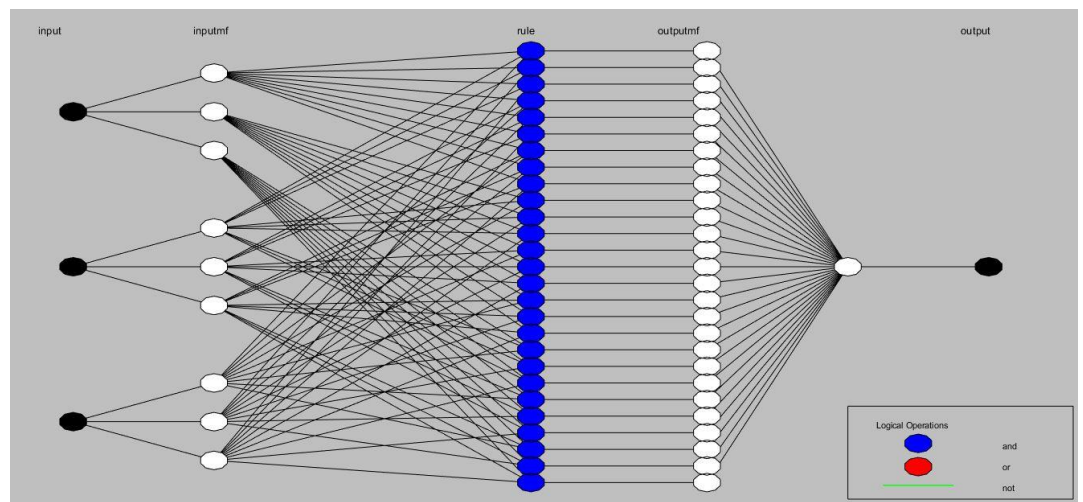 input inputmf rule outputmf output
Logical Operations
and
or
not